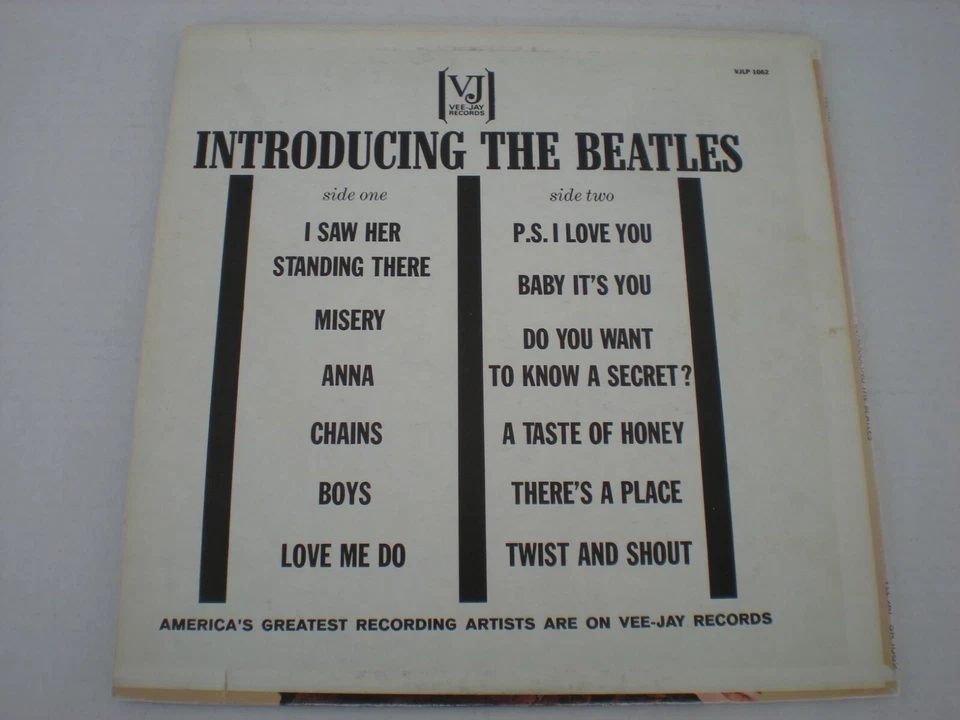 VJLP 1062
VJ
VEE-JAY
RECORDS
INTRODUCING THE BEATLES
side one
I SAW HER
STANDING THERE
MISERY
ANNA
CHAINS
BOYS
LOVE ME DO
side two
P.S. I LOVE YOU
BABY IT'S YOU
DO YOU WANT
TO KNOW A SECRET?
A TASTE OF HONEY
THERE'S A PLACE
TWIST AND SHOUT
AMERICA'S GREATEST RECORDING ARTISTS ARE ON VEE-JAY RECORDS